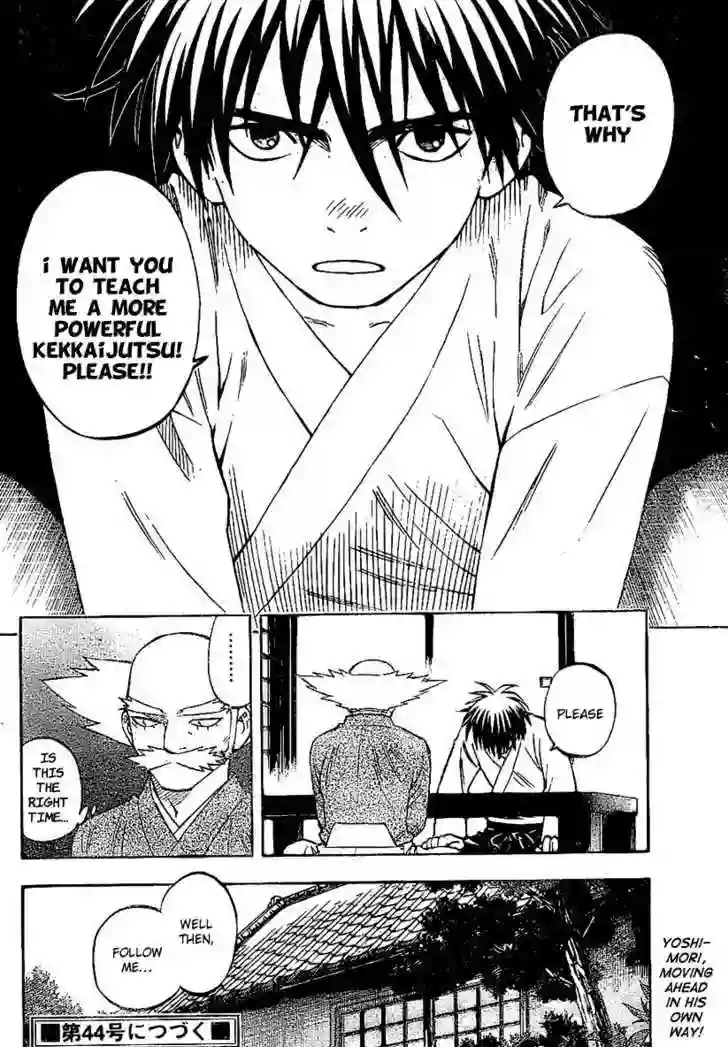 THAT'S
WHY
I WANT YOU
TO TEACH
ME A MORE
POWERFUL
KEKKAIJUTSU!
PLEASE!!
PLEASE
.........
IS
THIS
THE
RIGHT
TIME...
WELL
THEN,
FOLLOW
ME...
YOSHI-
MORI,
MOVING
AHEAD
IN HIS
OWN
WAY!
■第44号につづく■